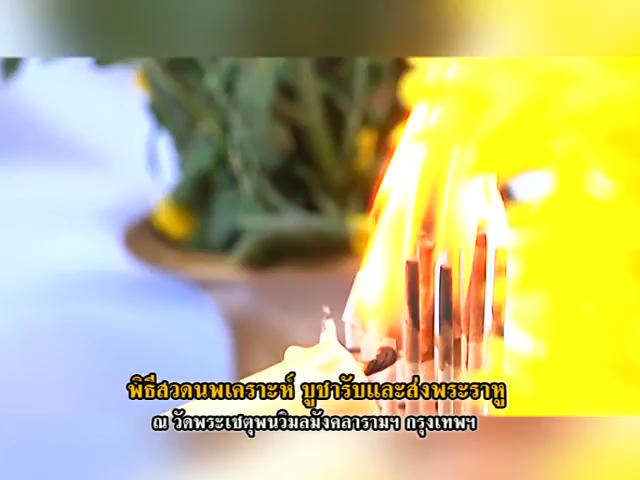 พิธีสวดนพเคราะห์ บูชารับและส่งพระราหู
ณ วัดพระเชตุพนวิมลมังคลารามฯ กรุงเทพฯ